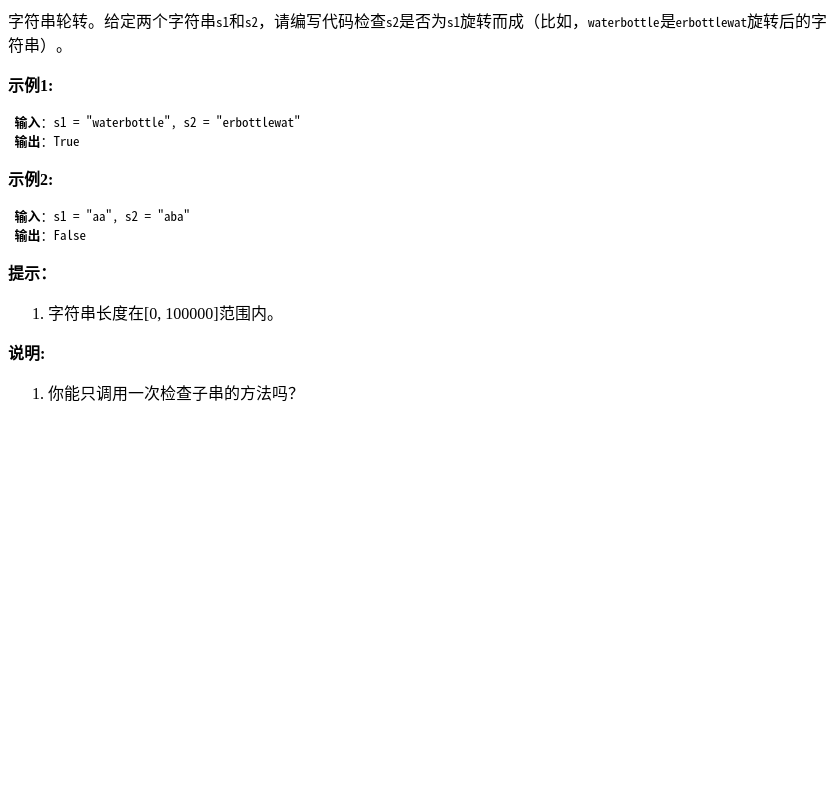 字符串轮转。给定两个字符串s1和s2，请编写代码检查s2是否为s1旋转而成（比如，waterbottle是erbottlewat旋转后的字
符串）。
示例1:
输入：s1 = "waterbottle", s2 = "erbottlewat"
输出：True
示例2:
输入：s1 = "aa", s2 = "aba"
输出：False
提示：
1. 字符串长度在[0, 100000]范围内。
说明:
1. 你能只调用一次检查子串的方法吗？